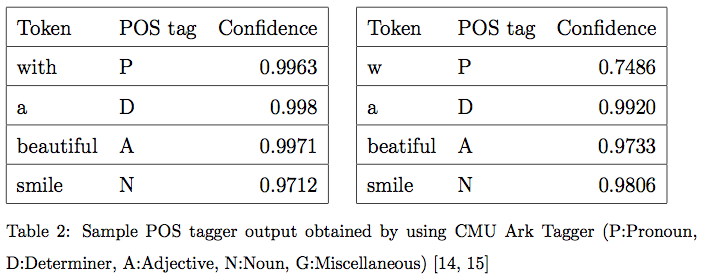 Token POS tag Confidence
with P 0.9963
a D 0.998
beautiful A 0.9971
smile N 0.9712
Token POS tag Confidence
w P 0.7486
a D 0.9920
beatiful A 0.9733
smile N 0.9806
Table 2: Sample POS tagger output obtained by using CMU Ark Tagger (P:Pronoun,
D:Determiner, A:Adjective, N:Noun, G:Miscellaneous) [14, 15]